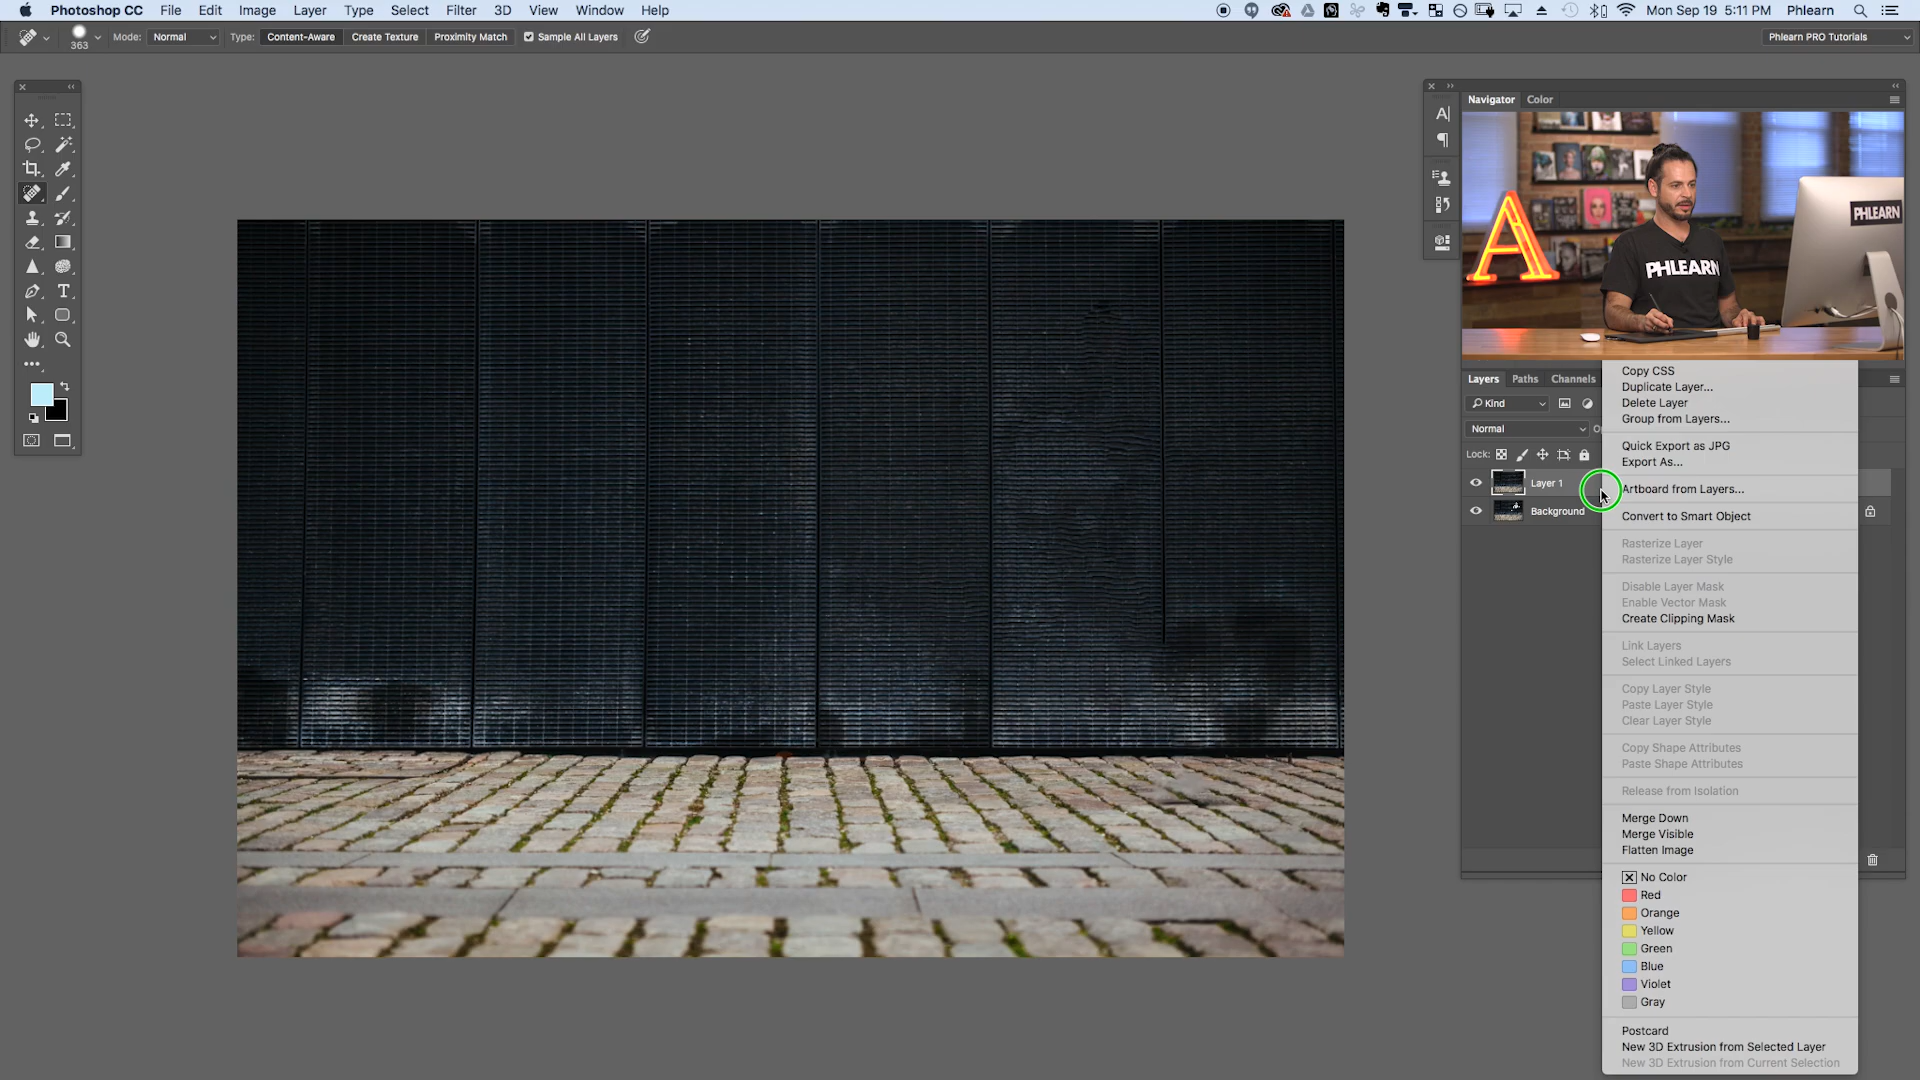 Photoshop CC File Edit Image Layer Type Select Filter 3D View Window Help Mon Sep 19 5:11 PM Phlearn
363 Mode: Normal Type: Content-Aware Create Texture Proximity Match Sample All Layers Phlearn PRO Tutorials
Navigator Color
PHLEARN
PHLEARN
Layers Paths Channels
Kind
Normal
Lock:
Layer 1
Background
Copy CSS
Duplicate Layer...
Delete Layer
Group from Layers...
Quick Export as JPG
Export As...
Artboard from Layers...
Convert to Smart Object
Rasterize Layer
Rasterize Layer Style
Disable Layer Mask
Enable Vector Mask
Create Clipping Mask
Link Layers
Select Linked Layers
Copy Layer Style
Paste Layer Style
Clear Layer Style
Copy Shape Attributes
Paste Shape Attributes
Release from Isolation
Merge Down
Merge Visible
Flatten Image
No Color
Red
Orange
Yellow
Green
Blue
Violet
Gray
Postcard
New 3D Extrusion from Selected Layer
New 3D Extrusion from Current Selection